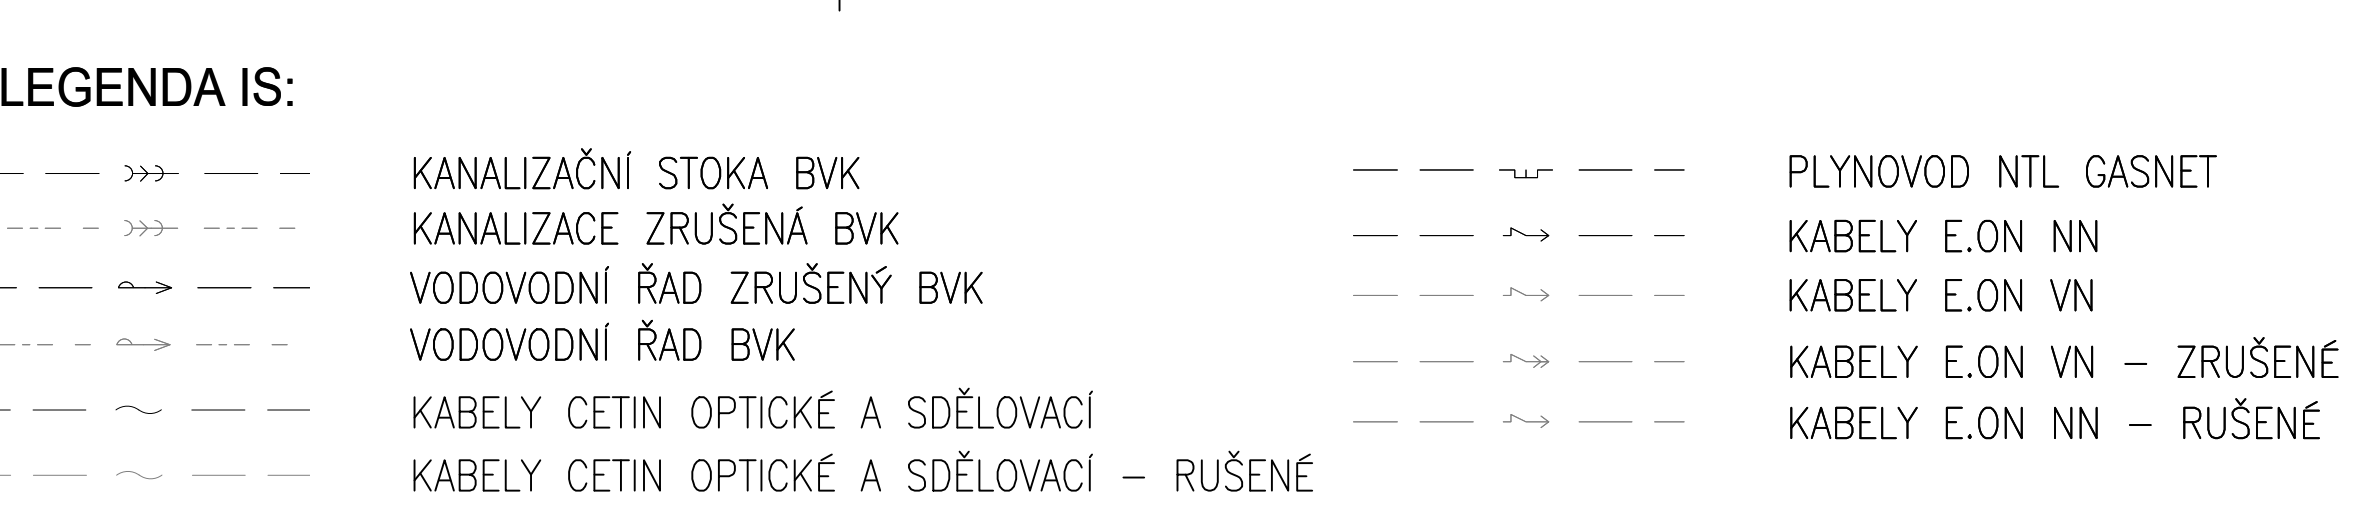 LEGENDA IS:
KANALIZAČNÍ STOKA BVK
KANALIZACE ZRUŠENÁ BVK
VODOVODNÍ ŘAD ZRUŠENÝ BVK
VODOVODNÍ ŘAD BVK
KABELY CETIN OPTICKÉ A SDĚLOVACÍ
KABELY CETIN OPTICKÉ A SDĚLOVACÍ – RUŠENÉ
PLYNOVOD NTL GASNET
KABELY E.ON NN
KABELY E.ON VN
KABELY E.ON VN – ZRUŠENÉ
KABELY E.ON NN – RUŠENÉ